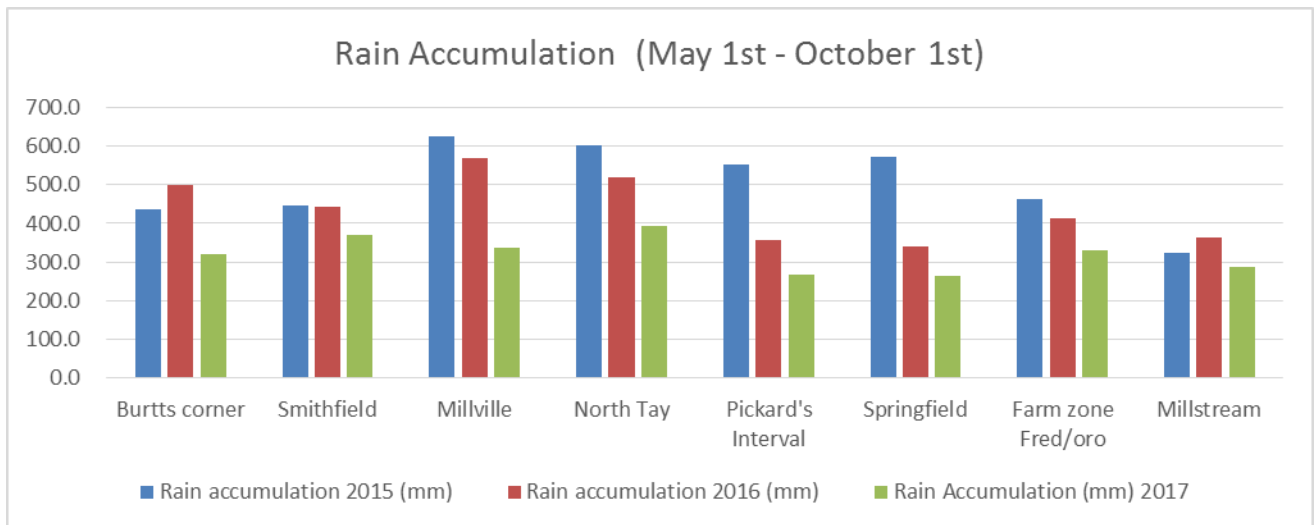 Rain Accumulation  (May 1st - October 1st)
700.0
600.0
500.0
400.0
300.0
200.0
100.0
0.0
Burtts corner
Smithfield
Millville
North Tay
Pickard's
Interval
Springfield
Farm zone
Fred/oro
Millstream
Rain accumulation 2015 (mm)
Rain accumulation 2016 (mm)
Rain Accumulation (mm) 2017